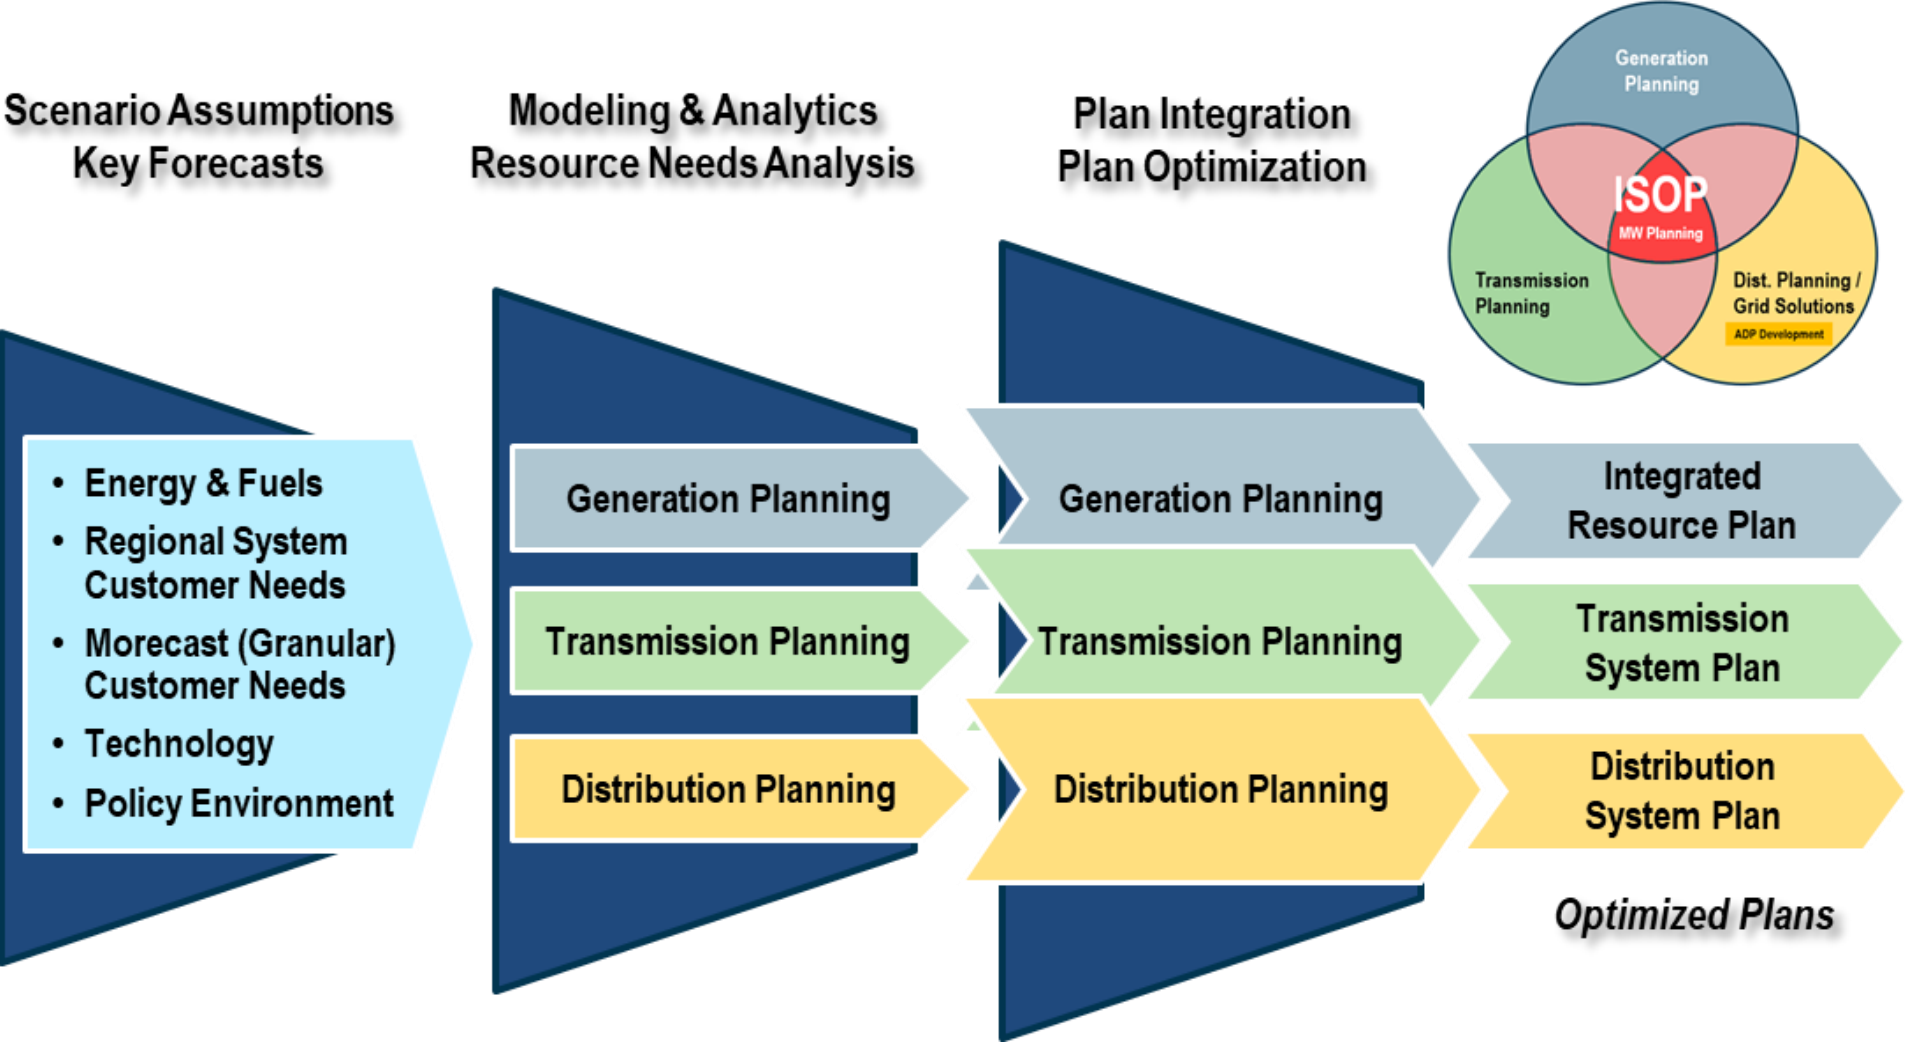 Scenario Assumptions
Key Forecasts
Modeling & Analytics
Resource Needs Analysis
Plan Integration
Plan Optimization
Generation
Planning
ISOP
MW Planning
Transmission
Planning
Dist. Planning /
Grid Solutions
ADP Development
• Energy & Fuels
• Regional System
Customer Needs
• Morecast (Granular)
Customer Needs
• Technology
• Policy Environment
Generation Planning
Transmission Planning
Distribution Planning
Generation Planning
Transmission Planning
Distribution Planning
Integrated
Resource Plan
Transmission
System Plan
Distribution
System Plan
Optimized Plans